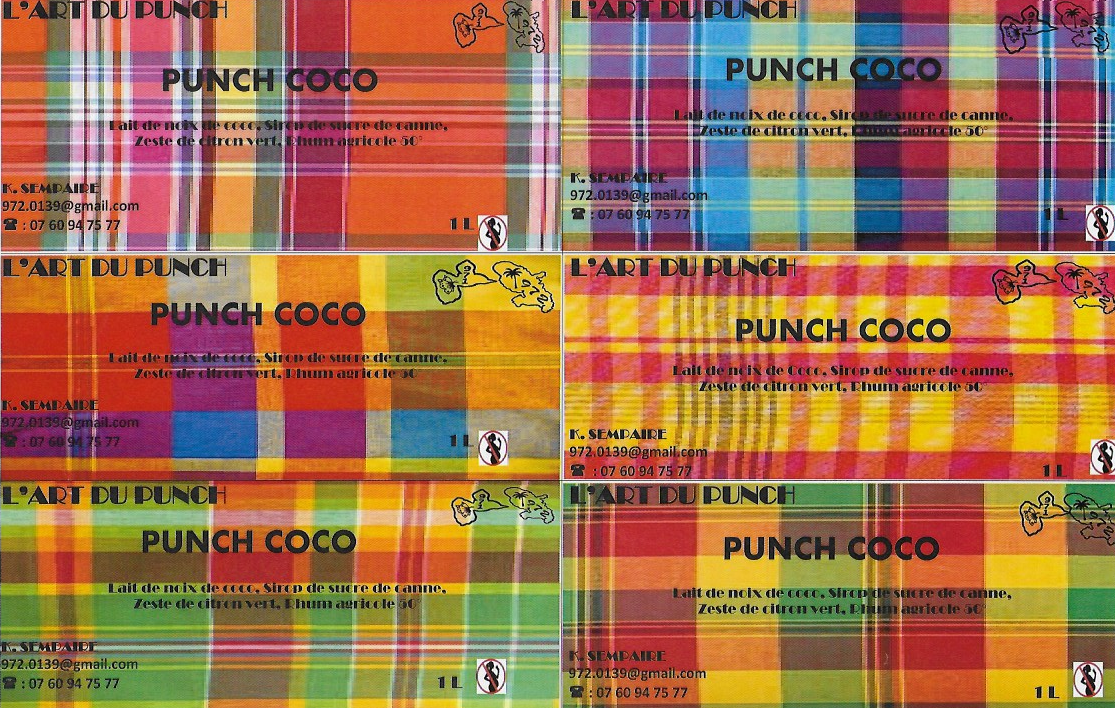 L'ART DU PUNCH
PUNCH COCO
Lait de noix de coco, Sirop de sucre de canne,
Zeste de citron vert, Rhum agricole 50°
K. SEMPAIRE
972.0139@gmail.com
☎ : 07 60 94 75 77
1 L
L'ART DU PUNCH
PUNCH COCO
Lait de noix de coco, Sirop de sucre de canne,
Zeste de citron vert, Rhum agricole 50°
K. SEMPAIRE
972.0139@gmail.com
☎ : 07 60 94 75 77
1 L
L'ART DU PUNCH
972
PUNCH COCO
Lait de noix de coco, Sirop de sucre de canne,
Zeste de citron vert, Rhum agricole 50°
K. SEMPAIRE
972.0139@gmail.com
☎ : 07 60 94 75 77
1 L
L'ART DU PUNCH
972
PUNCH COCO
Lait de noix de Coco, Sirop de sucre de canne,
Zeste de citron vert, Rhum agricole 50°
K. SEMPAIRE
972.0139@gmail.com
☎ : 07 60 94 75 77
1 L
L'ART DU PUNCH
PUNCH COCO
Lait de noix de coco, Sirop de sucre de canne,
Zeste de citron vert, Rhum agricole 50°
K. SEMPAIRE
972.0139@gmail.com
☎ : 07 60 94 75 77
1 L
L'ART DU PUNCH
PUNCH COCO
Lait de noix de coco, Sirop de sucre de canne,
Zeste de citron vert, Rhum agricole 50°
K. SEMPAIRE
972.0139@gmail.com
☎ : 07 60 94 75 77
1 L